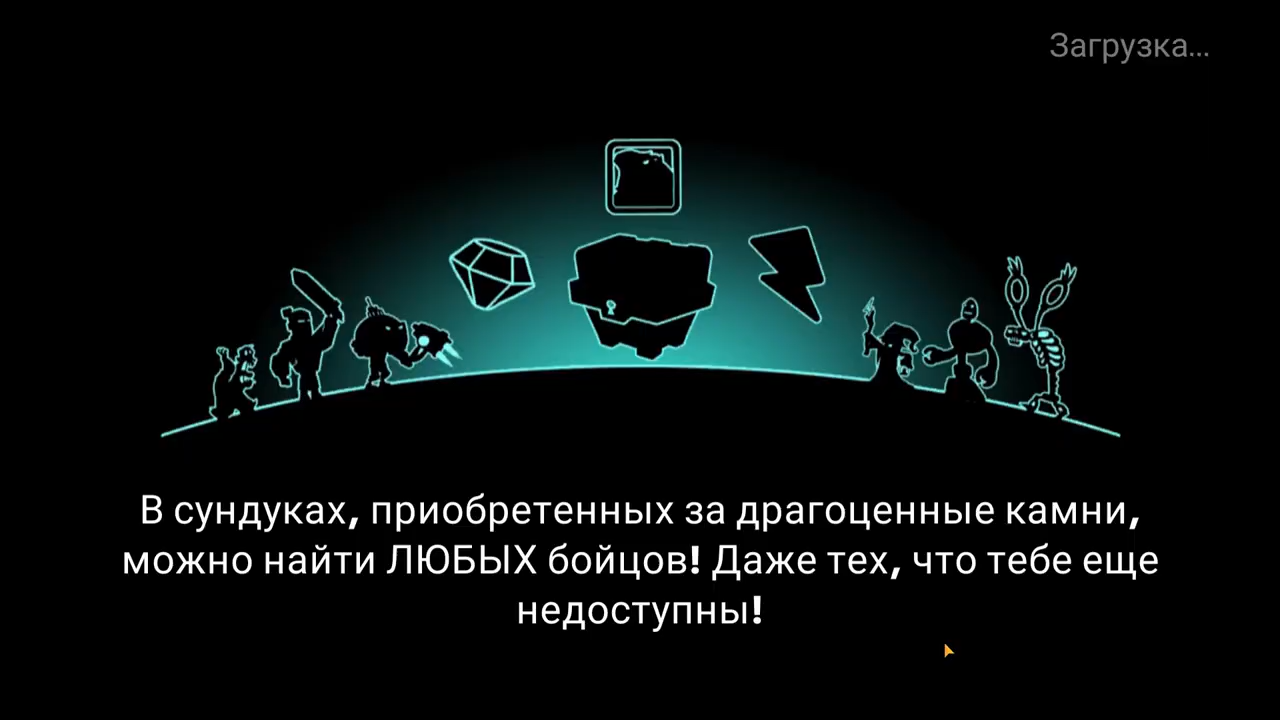 Загрузка...
В сундуках, приобретенных за драгоценные камни,
можно найти ЛЮБЫХ бойцов! Даже тех, что тебе еще
недоступны!